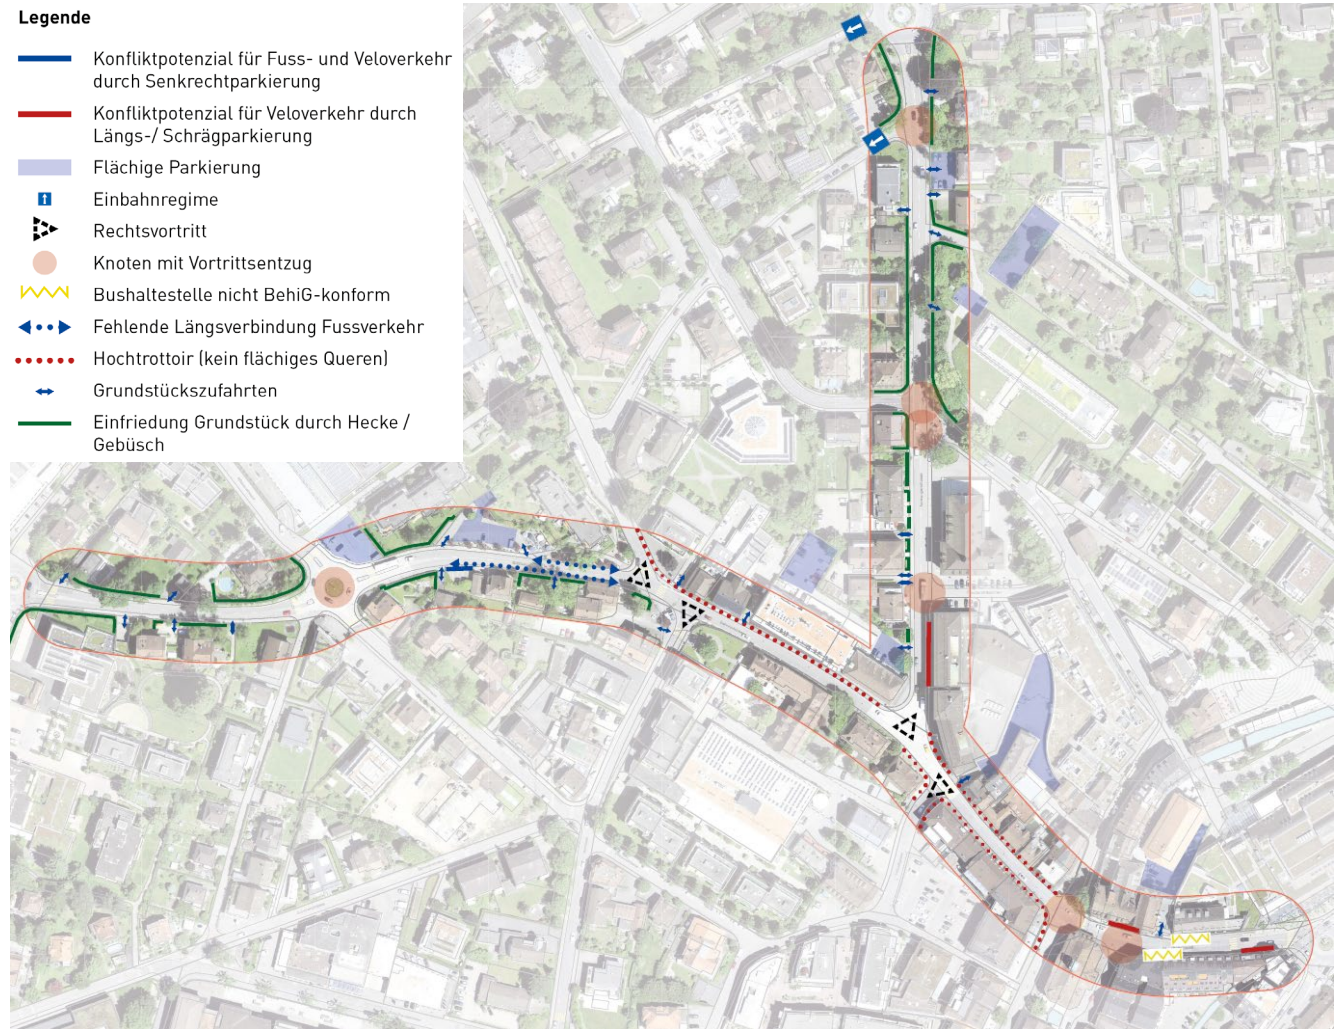 Legende
Konfliktpotenzial für Fuss- und Veloverkehr
durch Senkrechtparkierung
Konfliktpotenzial für Veloverkehr durch
Längs-/ Schrägparkierung
Flächige Parkierung
Einbahnregime
Rechtsvortritt
Knoten mit Vortrittsentzug
Bushaltestelle nicht BehiG-konform
Fehlende Längsverbindung Fussverkehr
Hochtrottoir (kein flächiges Queren)
Grundstückszufahrten
Einfriedung Grundstück durch Hecke /
Gebüsch